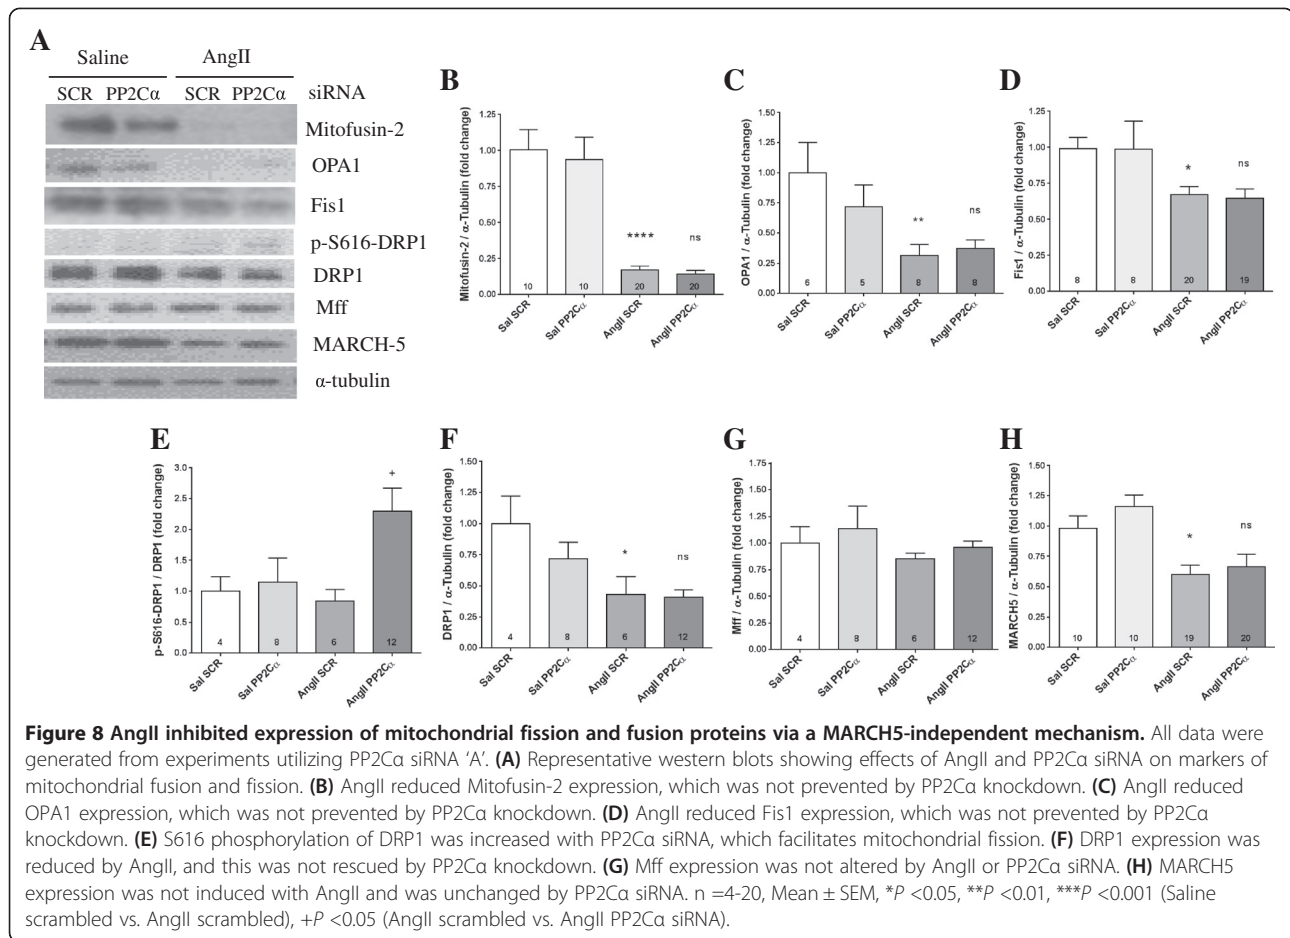 A
Saline AngII
SCR PP2Cα SCR PP2Cα siRNA
Mitofusin-2
OPA1
Fis1
p-S616-DRP1
DRP1
Mff
MARCH-5
α-tubulin
B
Mitofusin-2 / α-Tubulin (fold change)
1.25
1.00
0.75
0.50
0.25
0.00
**** ns
10 10 20 20
Sal SCR Sal PP2Cα AngII SCR AngII PP2Cα
C
OPA1 / α-Tubulin (fold change)
1.50
1.25
1.00
0.75
0.50
0.25
0.00
** ns
6 5 8 8
Sal SCR Sal PP2Cα AngII SCR AngII PP2Cα
D
Fis1 / α-Tubulin (fold change)
1.25
1.00
0.75
0.50
0.25
0.00
* ns
8 8 20 19
Sal SCR Sal PP2Cα AngII SCR AngII PP2Cα
E
p-S616-DRP1 / DRP1 (fold change)
3.0
2.5
2.0
1.5
1.0
0.5
0.0
+
4 8 6 12
Sal SCR Sal PP2Cα AngII SCR AngII PP2Cα
F
DRP1 / α-Tubulin (fold change)
1.50
1.25
1.00
0.75
0.50
0.25
0.00
* ns
4 8 6 12
Sal SCR Sal PP2Cα AngII SCR AngII PP2Cα
G
Mff / α-Tubulin (fold change)
1.75
1.50
1.25
1.00
0.75
0.50
0.25
0.00
4 8 6 12
Sal SCR Sal PP2Cα AngII SCR AngII PP2Cα
H
MARCH5 / α-Tubulin (fold change)
1.50
1.25
1.00
0.75
0.50
0.25
0.00
* ns
10 10 19 20
Sal SCR Sal PP2Cα AngII SCR AngII PP2Cα
Figure 8 AngII inhibited expression of mitochondrial fission and fusion proteins via a MARCH5-independent mechanism. All data were
generated from experiments utilizing PP2Cα siRNA ‘A’. (A) Representative western blots showing effects of AngII and PP2Cα siRNA on markers of
mitochondrial fusion and fission. (B) AngII reduced Mitofusin-2 expression, which was not prevented by PP2Cα knockdown. (C) AngII reduced
OPA1 expression, which was not prevented by PP2Cα knockdown. (D) AngII reduced Fis1 expression, which was not prevented by PP2Cα
knockdown. (E) S616 phosphorylation of DRP1 was increased with PP2Cα siRNA, which facilitates mitochondrial fission. (F) DRP1 expression was
reduced by AngII, and this was not rescued by PP2Cα knockdown. (G) Mff expression was not altered by AngII or PP2Cα siRNA. (H) MARCH5
expression was not induced with AngII and was unchanged by PP2Cα siRNA. n =4-20, Mean ± SEM, *P <0.05, **P <0.01, ***P <0.001 (Saline
scrambled vs. AngII scrambled), +P <0.05 (AngII scrambled vs. AngII PP2Cα siRNA).